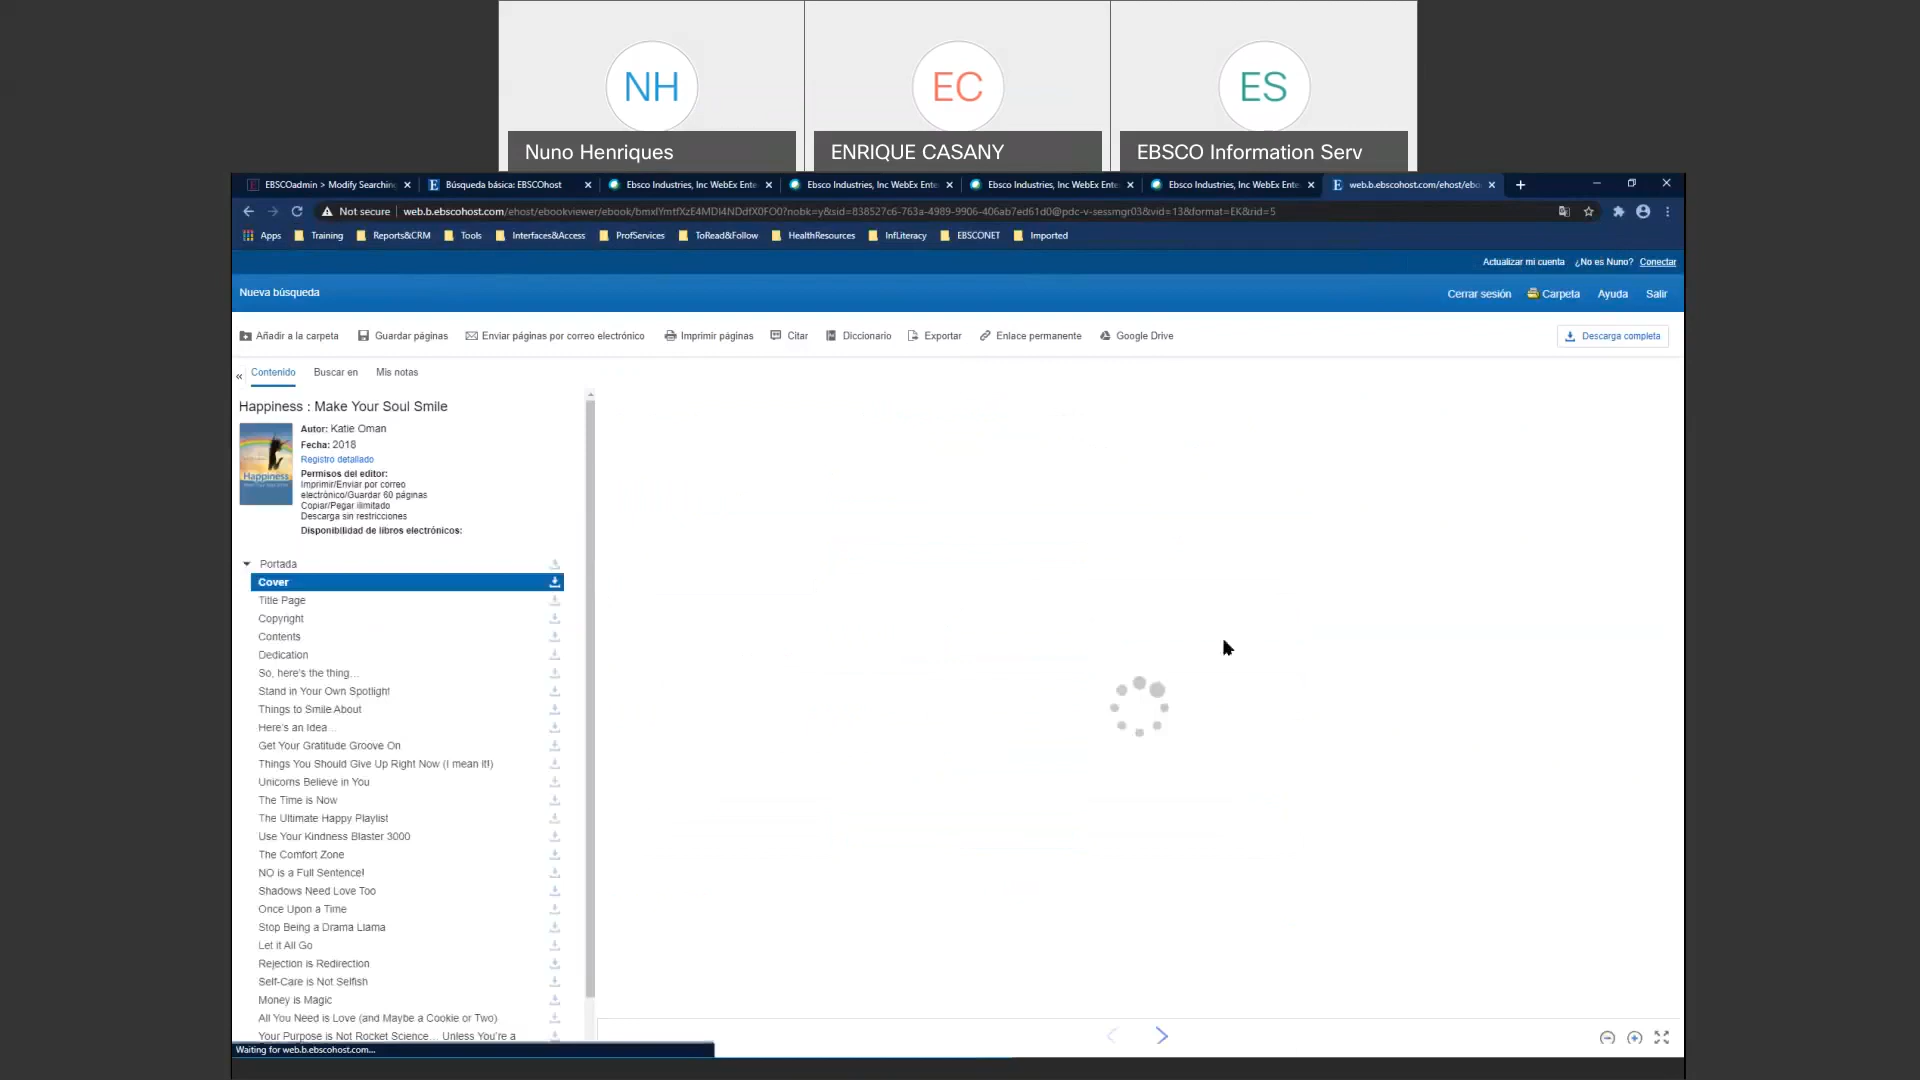 NH
EC
ES
Nuno Henriques
ENRIQUE CASANY
EBSCO Information Serv
EBSCOadmin > Modify Searching
Búsqueda básica: EBSCOhost
Ebsco Industries, Inc WebEx Ente
Ebsco Industries, Inc WebEx Ente
Ebsco Industries, Inc WebEx Ente
Ebsco Industries, Inc WebEx Ente
web.b.ebscohost.com/ehost/ebo
Not secure
Apps
Training
Reports&CRM
Tools
Interfaces&Access
ProfServices
ToRead&Follow
HealthResources
InfLiteracy
EBSCONET
Imported
Actualizar mi cuenta
¿No es Nuno?
Conectar
Nueva búsqueda
Cerrar sesión
Carpeta
Ayuda
Salir
Añadir a la carpeta
Guardar páginas
Enviar páginas por correo electrónico
Imprimir páginas
Citar
Diccionario
Exportar
Enlace permanente
Google Drive
Descarga completa
«
Contenido
Buscar en
Mis notas
Happiness : Make Your Soul Smile
Happiness
Autor: Katie Oman
Fecha: 2018
Registro detallado
Permisos del editor:
Imprimir/Enviar por correo
electrónico/Guardar 60 páginas
Copiar/Pegar ilimitado
Descarga sin restricciones
Disponibilidad de libros electrónicos:
Portada
Cover
Title Page
Copyright
Contents
Dedication
So, here's the thing...
Stand in Your Own Spotlight
Things to Smile About
Here's an Idea...
Get Your Gratitude Groove On
Things You Should Give Up Right Now (I mean it!)
Unicorns Believe in You
The Time is Now
The Ultimate Happy Playlist
Use Your Kindness Blaster 3000
The Comfort Zone
NO is a Full Sentence!
Shadows Need Love Too
Once Upon a Time
Stop Being a Drama Llama
Let it All Go
Rejection is Redirection
Self-Care is Not Selfish
Money is Magic
All You Need is Love (and Maybe a Cookie or Two)
Your Purpose is Not Rocket Science... Unless You're a
Waiting for web.b.ebscohost.com...